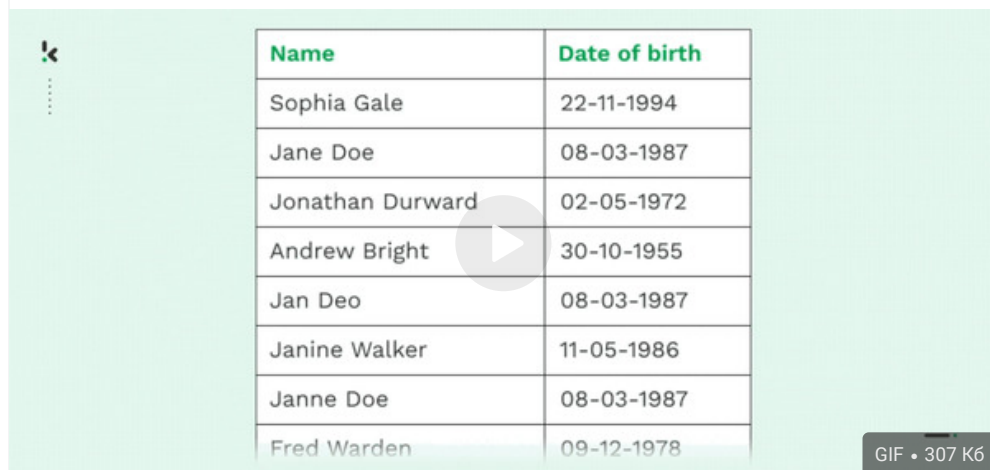 Name Date of birth
Sophia Gale 22-11-1994
Jane Doe 08-03-1987
Jonathan Durward 02-05-1972
Andrew Bright 30-10-1955
Jan Deo 08-03-1987
Janine Walker 11-05-1986
Janne Doe 08-03-1987
Fred Warden 09-12-1978
GIF • 307 Кб